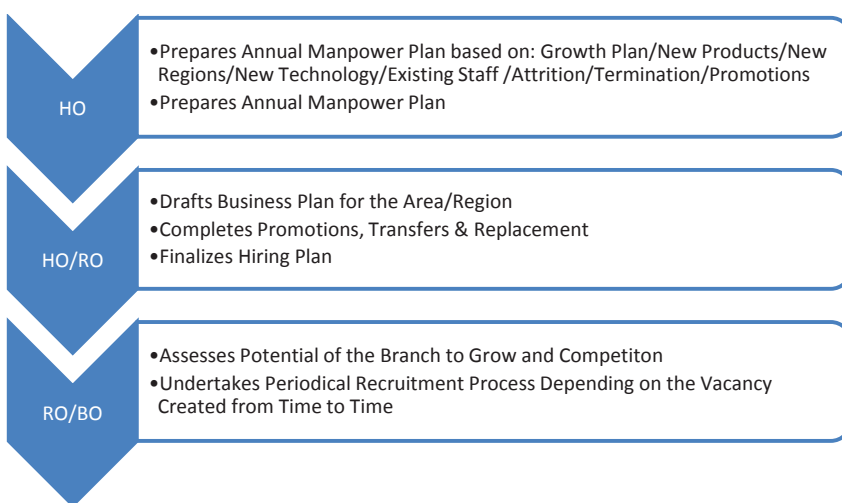 HO
•Prepares Annual Manpower Plan based on: Growth Plan/New Products/New
Regions/New Technology/Existing Staff /Attrition/Termination/Promotions
•Prepares Annual Manpower Plan
HO/RO
•Drafts Business Plan for the Area/Region
•Completes Promotions, Transfers & Replacement
•Finalizes Hiring Plan
RO/BO
•Assesses Potential of the Branch to Grow and Competiton
•Undertakes Periodical Recruitment Process Depending on the Vacancy
Created from Time to Time